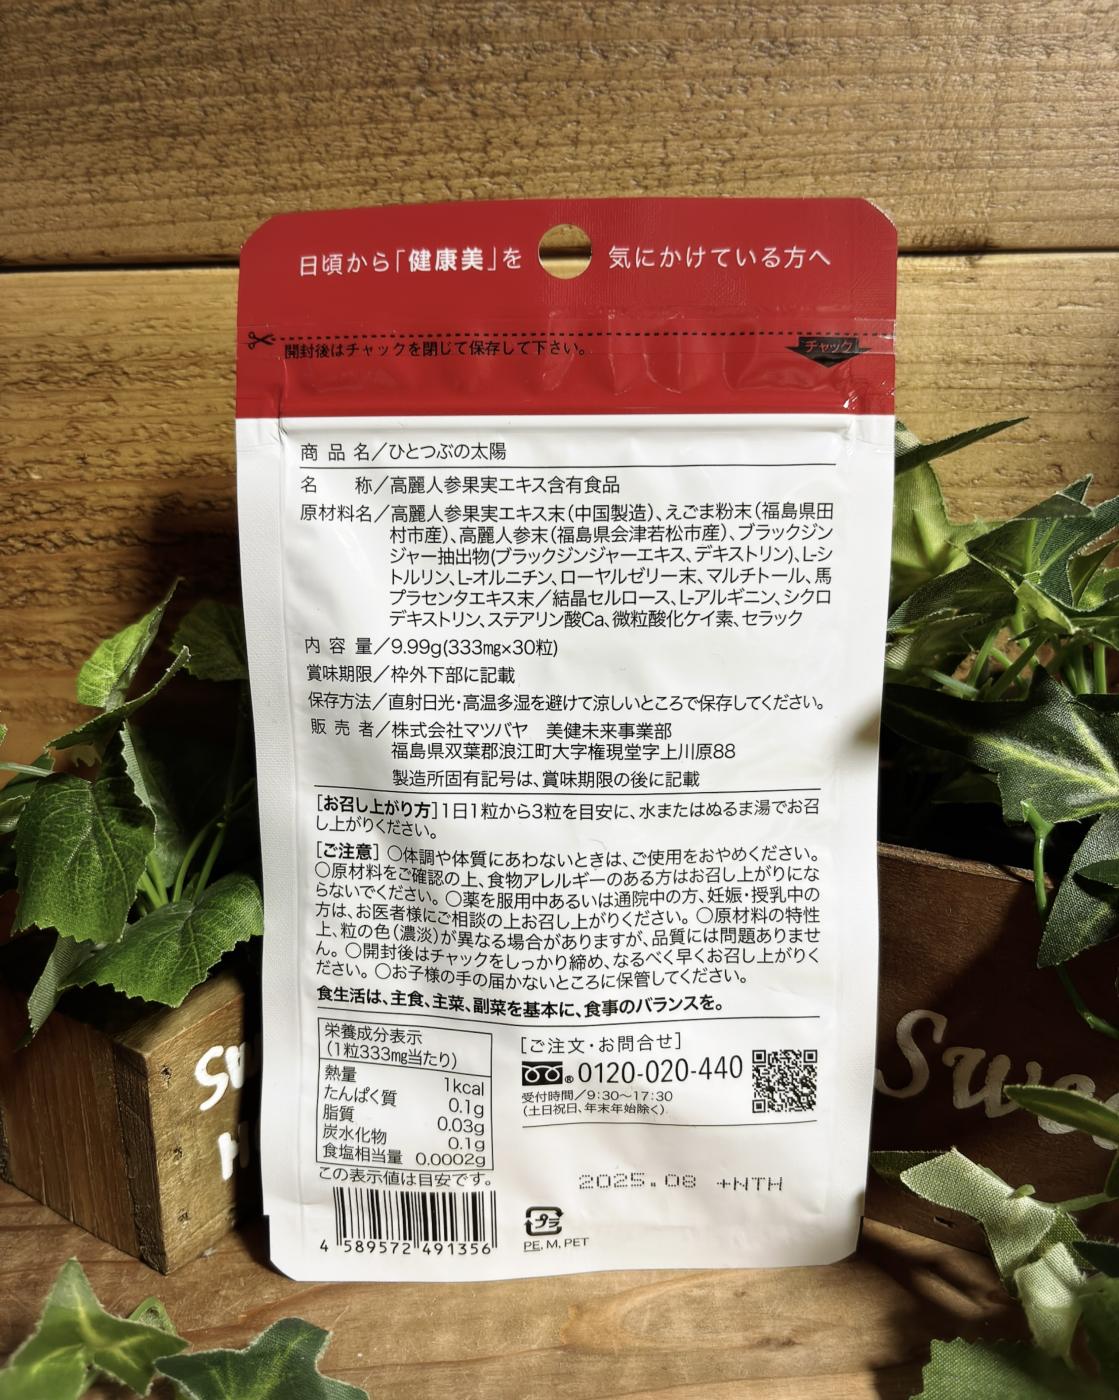 日頃から「健康美」を 気にかけている方へ
開封後はチャックを閉じて保存して下さい。 チャック
商品名／ひとつぶの太陽
名 称／高麗人参果実エキス含有食品
原材料名／高麗人参果実エキス末（中国製造）、えごま粉末（福島県田
村市産）、高麗人参末（福島県会津若松市産）、ブラックジン
ジャー抽出物(ブラックジンジャーエキス、デキストリン)、L-シ
トルリン、L-オルニチン、ローヤルゼリー末、マルチトール、馬
プラセンタエキス末／結晶セルロース、L-アルギニン、シクロ
デキストリン、ステアリン酸Ca、微粒酸化ケイ素、セラック
内容量／9.99g(333mg×30粒)
賞味期限／枠外下部に記載
保存方法／直射日光・高温多湿を避けて涼しいところで保存してください。
販売者／株式会社マツバヤ 美健未来事業部
福島県双葉郡浪江町大字権現堂字上川原88
製造所固有記号は、賞味期限の後に記載
［お召し上がり方］1日1粒から3粒を目安に、水またはぬるま湯でお召
し上がりください。
［ご注意］○体調や体質にあわないときは、ご使用をおやめください。
○原材料をご確認の上、食物アレルギーのある方はお召し上がりにな
らないでください。○薬を服用中あるいは通院中の方、妊娠・授乳中の
方は、お医者様にご相談の上お召し上がりください。○原材料の特性
上、粒の色（濃淡）が異なる場合がありますが、品質には問題ありませ
ん。○開封後はチャックをしっかり締め、なるべく早くお召し上がりく
ださい。○お子様の手の届かないところに保管してください。
食生活は、主食、主菜、副菜を基本に、食事のバランスを。
栄養成分表示
(1粒333mg当たり)
熱量 1kcal
たんぱく質 0.1g
脂質 0.03g
炭水化物 0.1g
食塩相当量 0.0002g
この表示値は目安です。
4 589572 491356
［ご注文・お問合せ］
0120-020-440
受付時間／9:30～17:30
（土日祝日、年末年始除く）
2025.08 +NTH
プラ
PE, M, PET